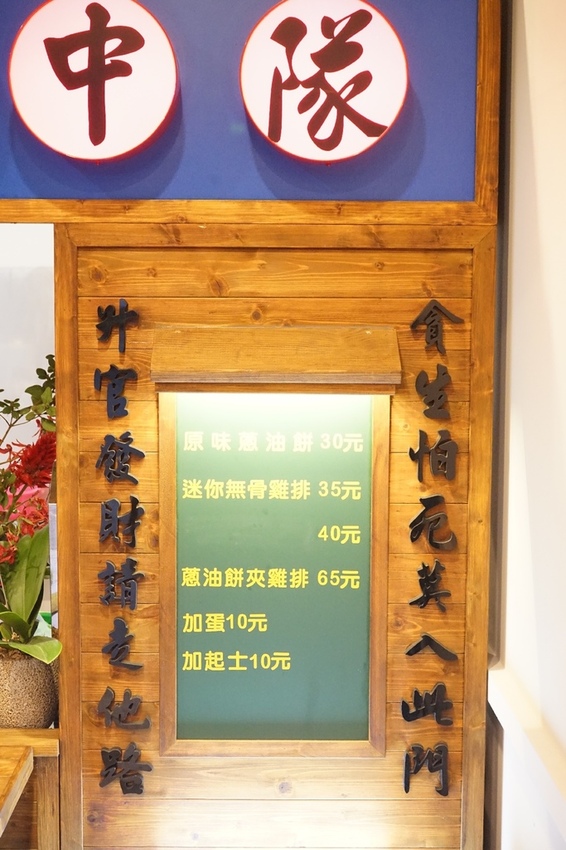 中隊
貪生怕死莫入此門
升官發財請走他路
原味蔥油餅 30元
迷你無骨雞排 35元
40元
蔥油餅夾雞排 65元
加蛋10元
加起士10元